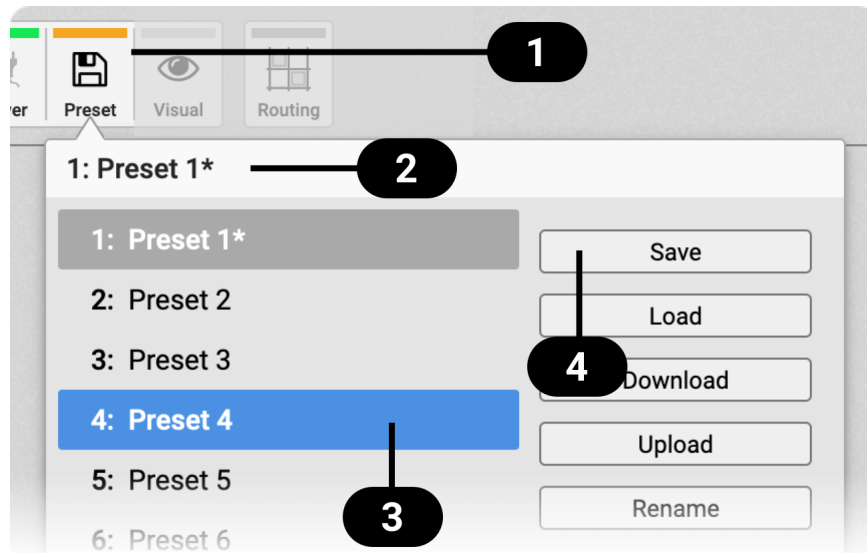 1
er Preset Visual Routing
1: Preset 1*
2
1: Preset 1*
2: Preset 2
3: Preset 3
4: Preset 4
5: Preset 5
6: Preset 6
3
Save
Load
4
Download
Upload
Rename